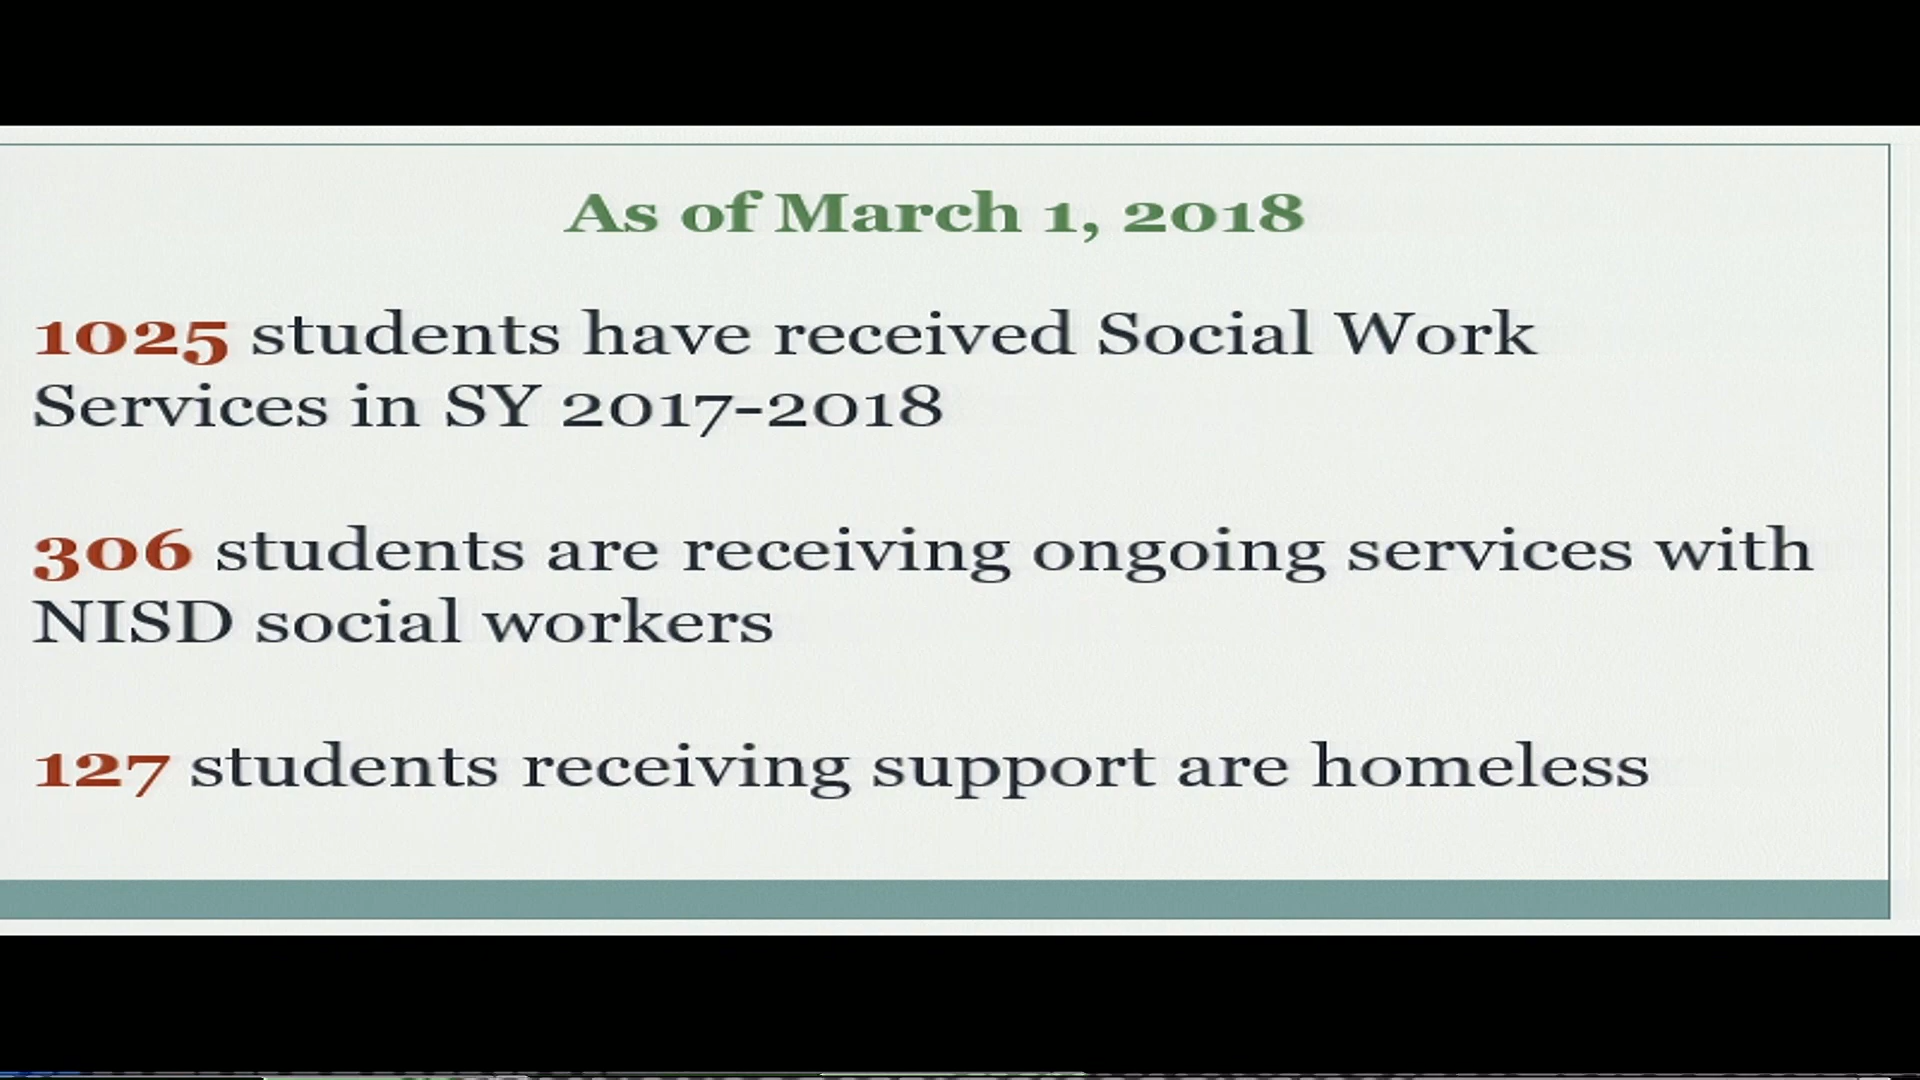 As of March 1, 2018
1025 students have received Social Work
Services in SY 2017-2018
306 students are receiving ongoing services with
NISD social workers
127 students receiving support are homeless